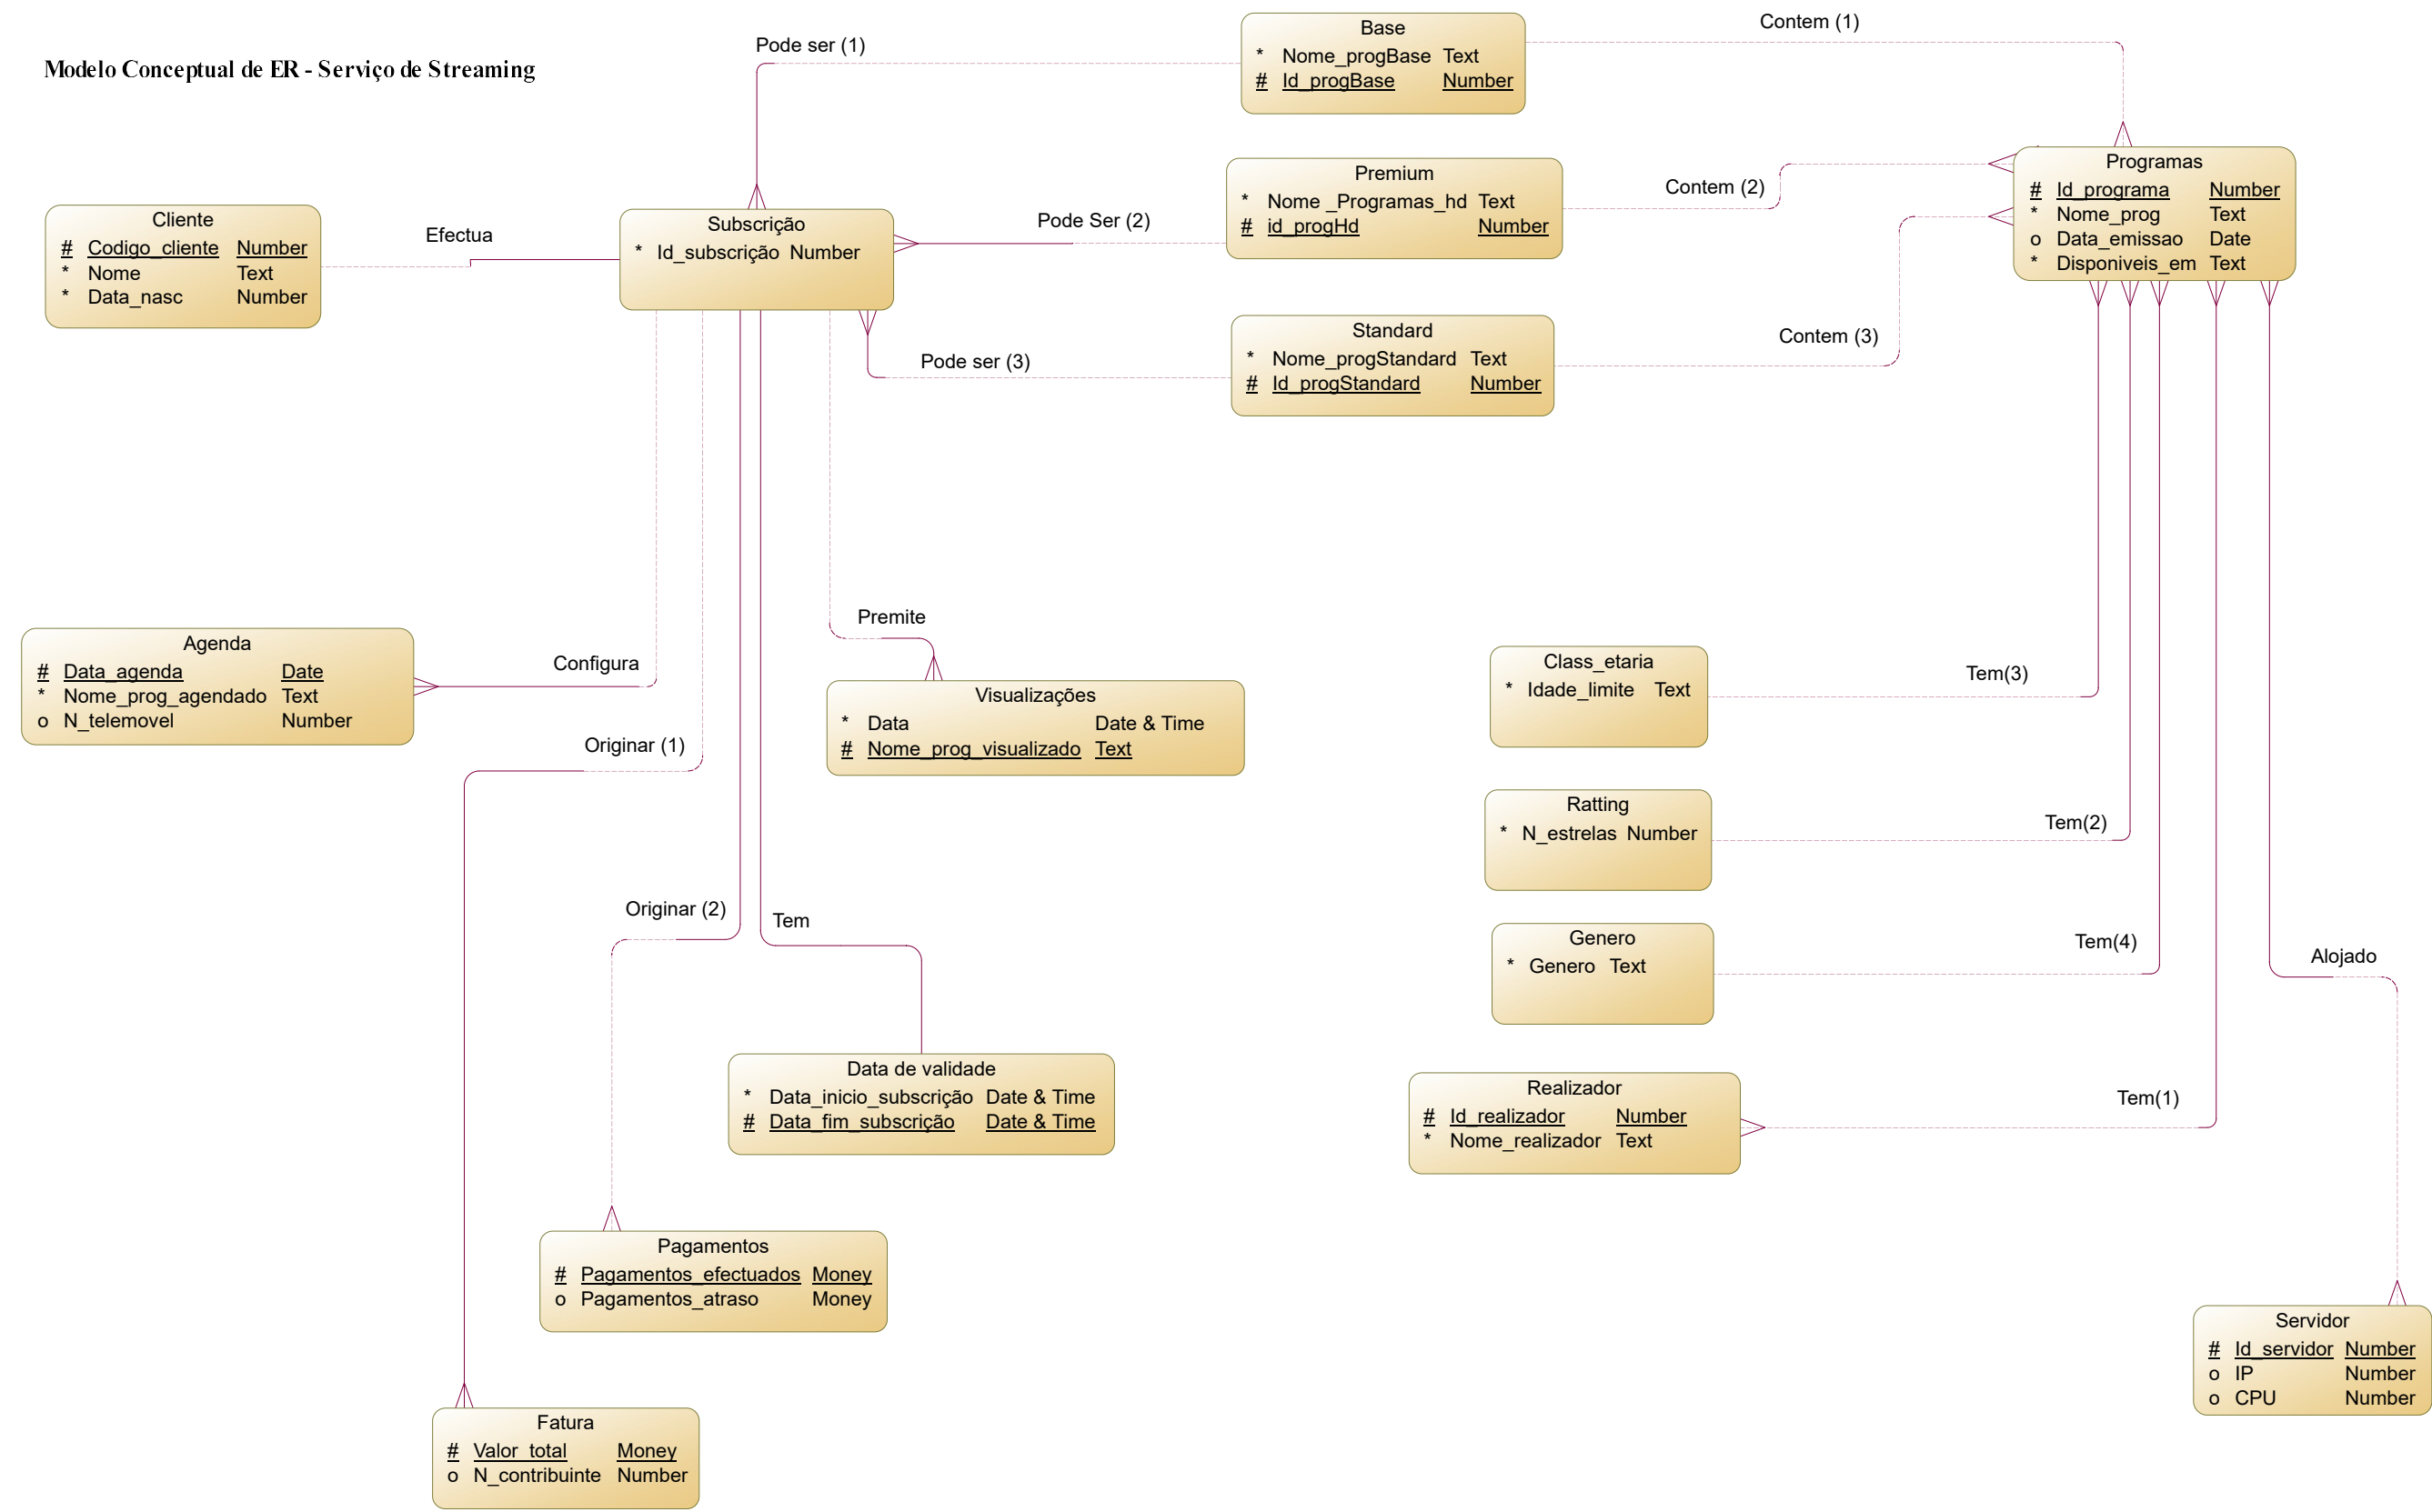 Modelo Conceptual de ER - Serviço de Streaming
Pode ser (1)
Base
* Nome_progBase Text
# Id_progBase Number
Contem (1)
Cliente
# Codigo_cliente Number
* Nome Text
* Data_nasc Number
Efectua
Subscrição
* Id_subscrição Number
Pode Ser (2)
Premium
* Nome _Programas_hd Text
# id_progHd Number
Contem (2)
Programas
# Id_programa Number
* Nome_prog Text
o Data_emissao Date
* Disponiveis_em Text
Pode ser (3)
Standard
* Nome_progStandard Text
# Id_progStandard Number
Contem (3)
Agenda
# Data_agenda Date
* Nome_prog_agendado Text
o N_telemovel Number
Configura
Premite
Visualizações
* Data Date & Time
# Nome_prog_visualizado Text
Class_etaria
* Idade_limite Text
Tem(3)
Originar (1)
Ratting
* N_estrelas Number
Tem(2)
Originar (2)
Tem
Genero
* Genero Text
Tem(4)
Alojado
Data de validade
* Data_inicio_subscrição Date & Time
# Data_fim_subscrição Date & Time
Realizador
# Id_realizador Number
* Nome_realizador Text
Tem(1)
Pagamentos
# Pagamentos_efectuados Money
o Pagamentos_atraso Money
Servidor
# Id_servidor Number
o IP Number
o CPU Number
Fatura
# Valor_total Money
o N_contribuinte Number